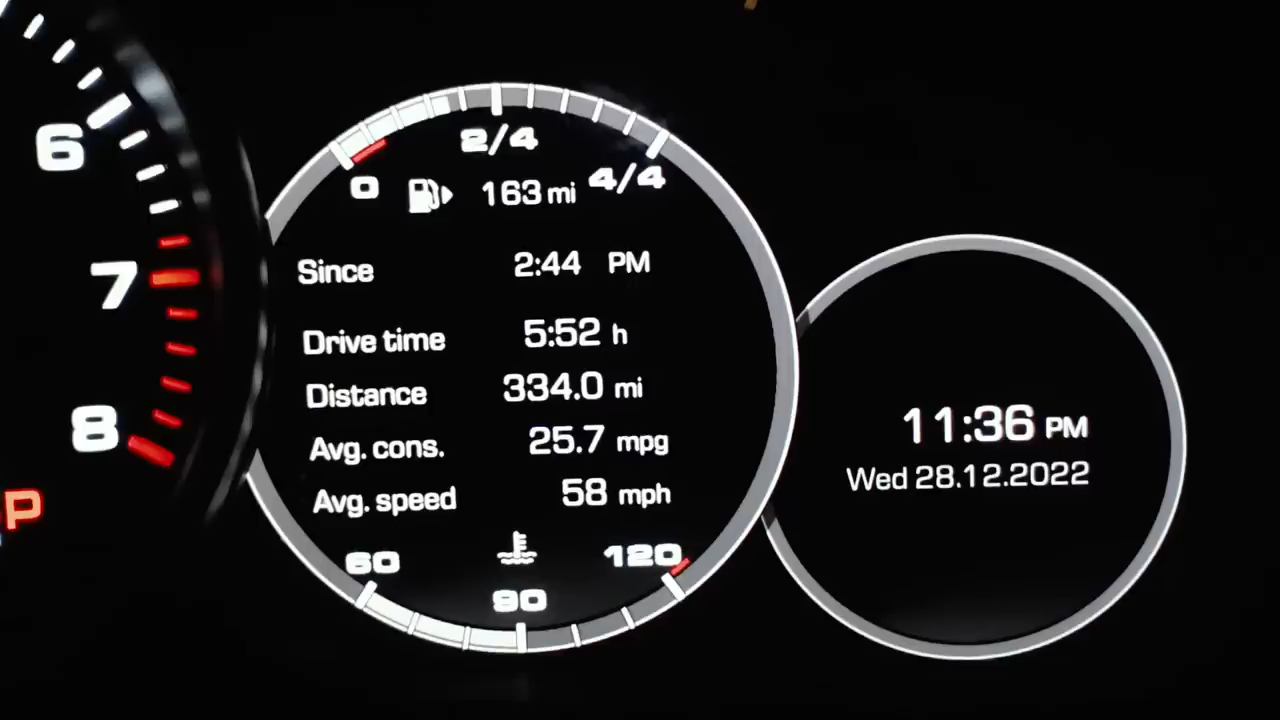 6
7
8
P
0
2/4
4/4
163 mi
Since 2:44 PM
Drive time 5:52 h
Distance 334.0 mi
Avg. cons. 25.7 mpg
Avg. speed 58 mph
60
90
120
11:36 PM
Wed 28.12.2022